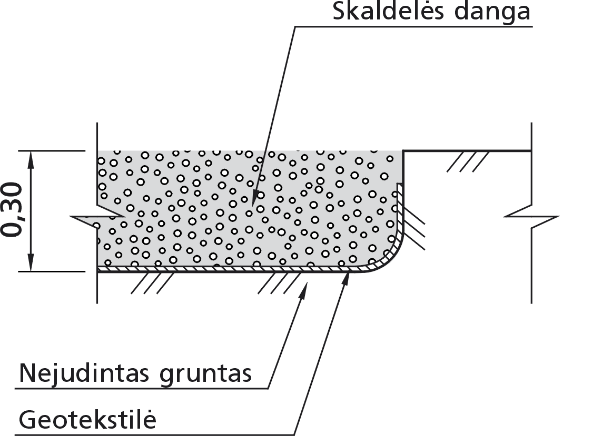 Skaldelės danga
0,30
Nejudintas gruntas
Geotekstilė